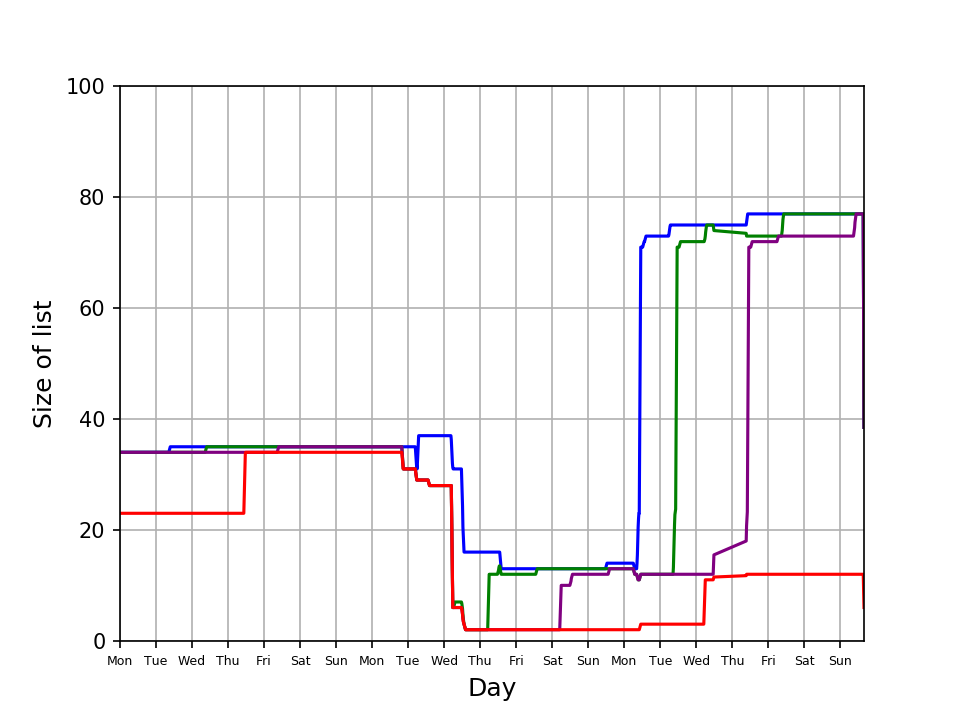 100
80
60
40
20
0
Size of list
Mon Tue Wed Thu Fri Sat Sun Mon Tue Wed Thu Fri Sat Sun Mon Tue Wed Thu Fri Sat Sun
Day